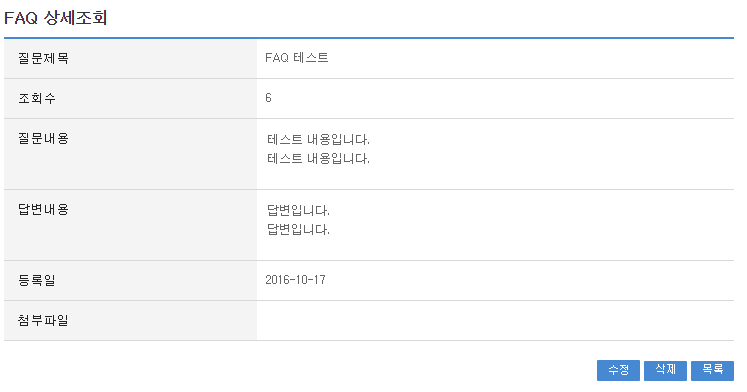 FAQ 상세조회
질문제목 FAQ 테스트
조회수 6
질문내용 테스트 내용입니다.
테스트 내용입니다.
답변내용 답변입니다.
답변입니다.
등록일 2016-10-17
첨부파일
수정 삭제 목록